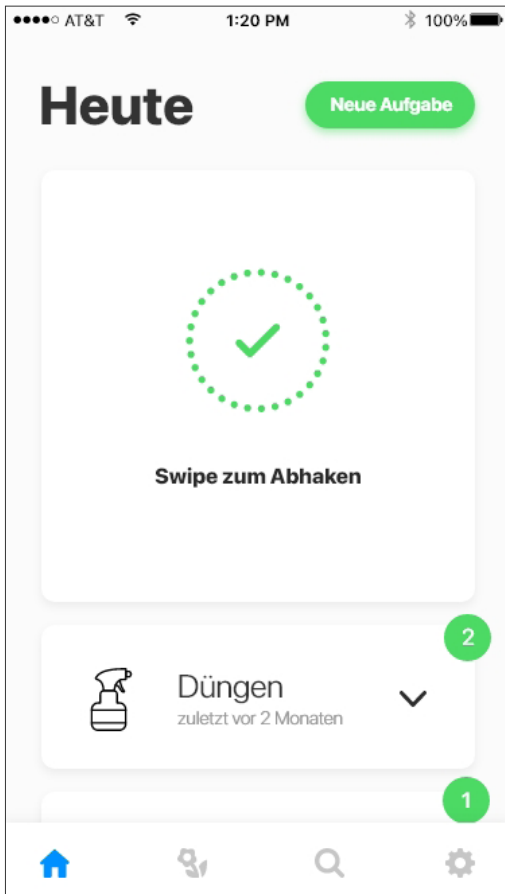 AT&T 1:20 PM 100%
Heute
Neue Aufgabe
Swipe zum Abhaken
2
Düngen
zuletzt vor 2 Monaten
1